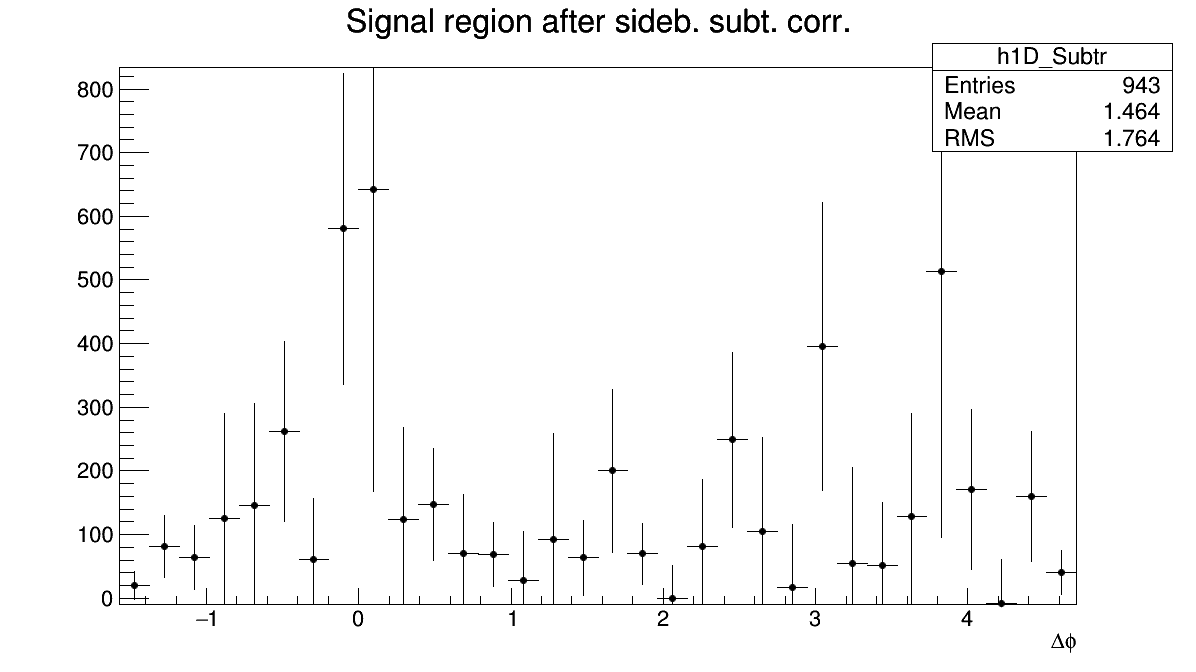 Signal region after sideb. subt. corr.
h1D_Subtr
Entries 943
Mean 1.464
RMS 1.764
800
700
600
500
400
300
200
100
0
−1 0 1 2 3 4
Δϕ